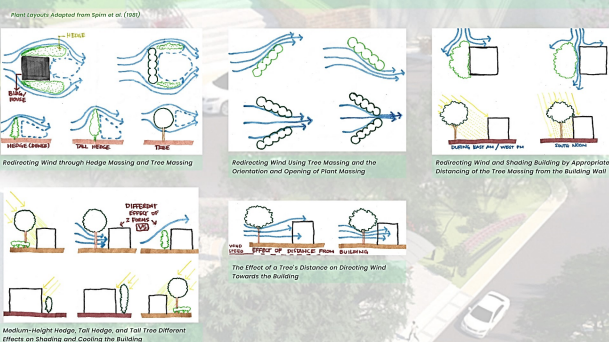 Plant Layouts Adapted from Spirn et al. (1981)
HEDGE
BLDG/
HOUSE
HEDGE (DENSE)
TALL HEDGE
TREE
Redirecting Wind through Hedge Massing and Tree Massing
Redirecting Wind Using Tree Massing and the
Orientation and Opening of Plant Massing
DURING EAST AM / WEST PM
SOUTH NOON
Redirecting Wind and Shading Building by Appropriate
Distancing of the Tree Massing from the Building Wall
DIFFERENT
EFFECT OF
2 FORMS
VS
Medium-Height Hedge, Tall Hedge, and Tall Tree Different
Effects on Shading and Cooling the Building
WIND
SPEED
EFFECT OF DISTANCE FROM BUILDING
The Effect of a Tree's Distance on Directing Wind
Towards the Building